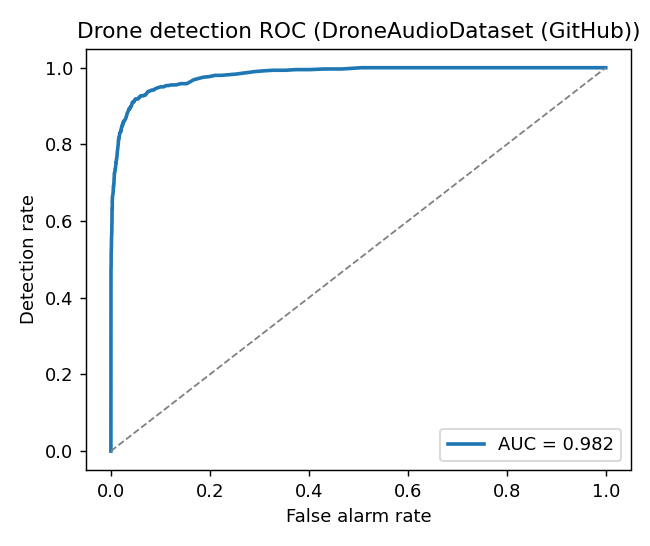 Drone detection ROC (DroneAudioDataset (GitHub))
Detection rate
1.0
0.8
0.6
0.4
0.2
0.0
AUC = 0.982
0.0 0.2 0.4 0.6 0.8 1.0
False alarm rate